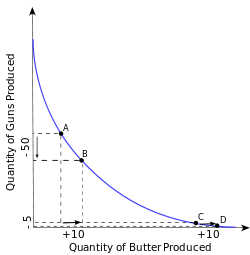 A
B
C
D
- 50
- 5
+10
+10
Quantity of Guns Produced
Quantity of Butter Produced